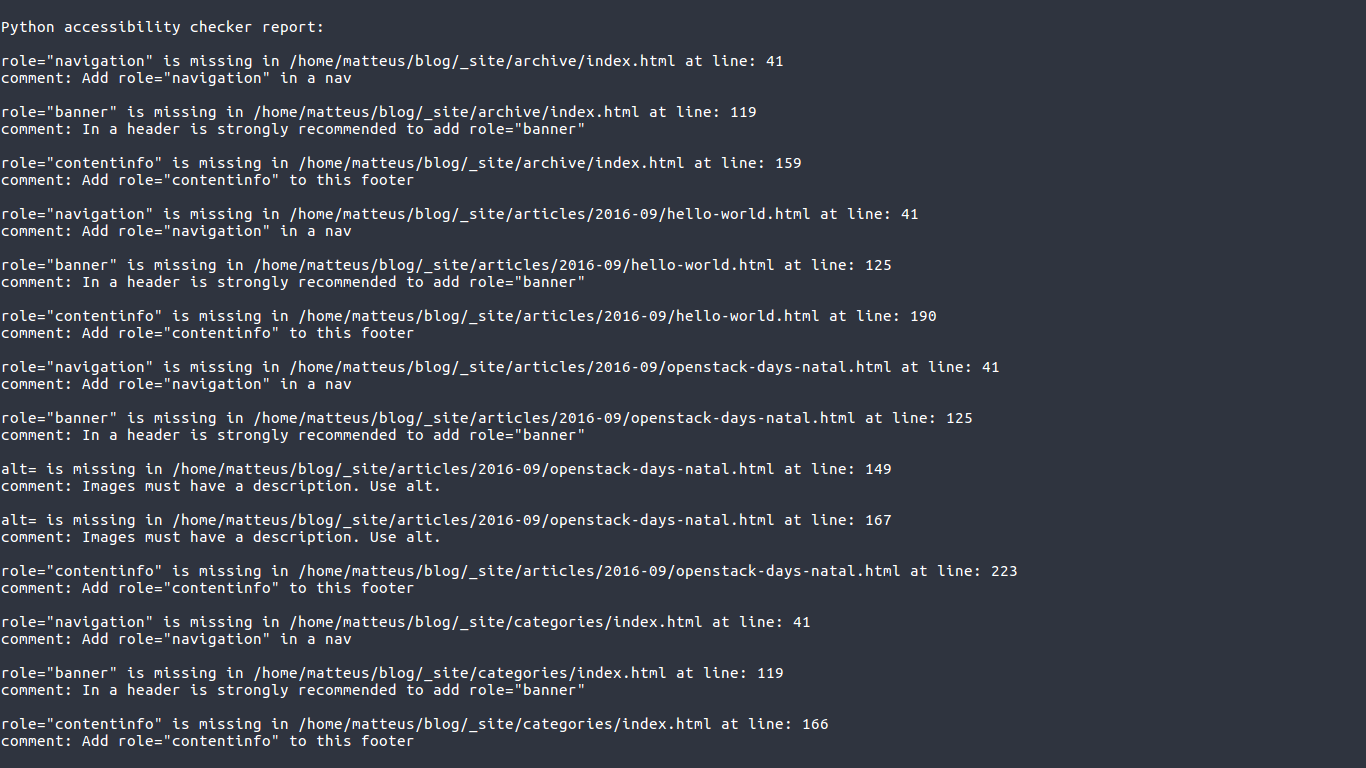 Python accessibility checker report:
role="navigation" is missing in /home/matteus/blog/_site/archive/index.html at line: 41
comment: Add role="navigation" in a nav
role="banner" is missing in /home/matteus/blog/_site/archive/index.html at line: 119
comment: In a header is strongly recommended to add role="banner"
role="contentinfo" is missing in /home/matteus/blog/_site/archive/index.html at line: 159
comment: Add role="contentinfo" to this footer
role="navigation" is missing in /home/matteus/blog/_site/articles/2016-09/hello-world.html at line: 41
comment: Add role="navigation" in a nav
role="banner" is missing in /home/matteus/blog/_site/articles/2016-09/hello-world.html at line: 125
comment: In a header is strongly recommended to add role="banner"
role="contentinfo" is missing in /home/matteus/blog/_site/articles/2016-09/hello-world.html at line: 190
comment: Add role="contentinfo" to this footer
role="navigation" is missing in /home/matteus/blog/_site/articles/2016-09/openstack-days-natal.html at line: 41
comment: Add role="navigation" in a nav
role="banner" is missing in /home/matteus/blog/_site/articles/2016-09/openstack-days-natal.html at line: 125
comment: In a header is strongly recommended to add role="banner"
alt= is missing in /home/matteus/blog/_site/articles/2016-09/openstack-days-natal.html at line: 149
comment: Images must have a description. Use alt.
alt= is missing in /home/matteus/blog/_site/articles/2016-09/openstack-days-natal.html at line: 167
comment: Images must have a description. Use alt.
role="contentinfo" is missing in /home/matteus/blog/_site/articles/2016-09/openstack-days-natal.html at line: 223
comment: Add role="contentinfo" to this footer
role="navigation" is missing in /home/matteus/blog/_site/categories/index.html at line: 41
comment: Add role="navigation" in a nav
role="banner" is missing in /home/matteus/blog/_site/categories/index.html at line: 119
comment: In a header is strongly recommended to add role="banner"
role="contentinfo" is missing in /home/matteus/blog/_site/categories/index.html at line: 166
comment: Add role="contentinfo" to this footer